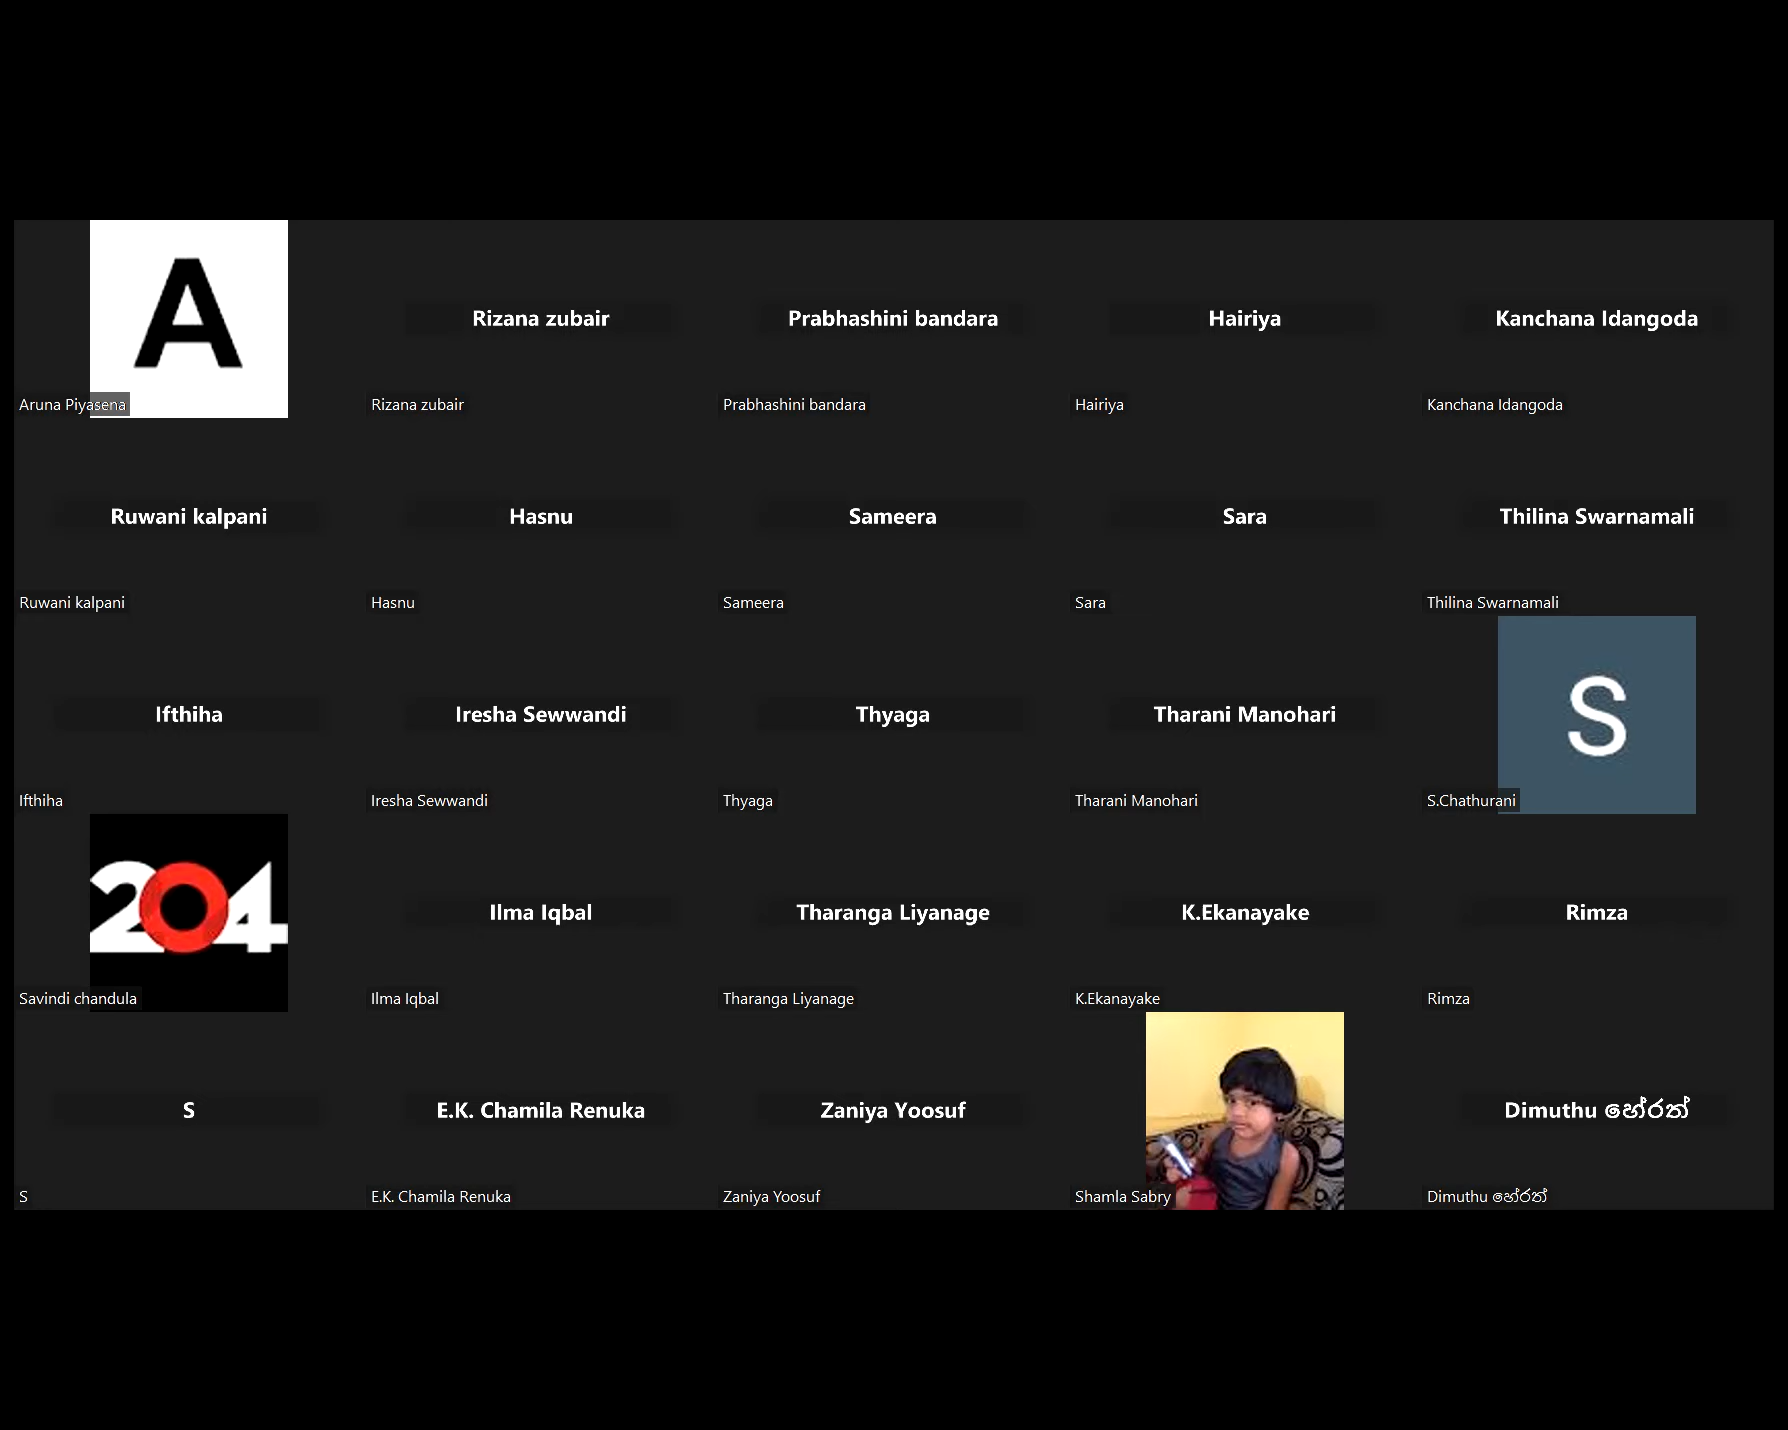 A
Aruna Piyasena
Rizana zubair
Rizana zubair
Prabhashini bandara
Prabhashini bandara
Hairiya
Hairiya
Kanchana Idangoda
Kanchana Idangoda
Ruwani kalpani
Ruwani kalpani
Hasnu
Hasnu
Sameera
Sameera
Sara
Sara
Thilina Swarnamali
Thilina Swarnamali
Ifthiha
Ifthiha
Iresha Sewwandi
Iresha Sewwandi
Thyaga
Thyaga
Tharani Manohari
Tharani Manohari
S
S.Chathurani
204
Savindi chandula
Ilma Iqbal
Ilma Iqbal
Tharanga Liyanage
Tharanga Liyanage
K.Ekanayake
K.Ekanayake
Rimza
Rimza
S
S
E.K. Chamila Renuka
E.K. Chamila Renuka
Zaniya Yoosuf
Zaniya Yoosuf
Shamla Sabry
Dimuthu හේරත්
Dimuthu හේරත්